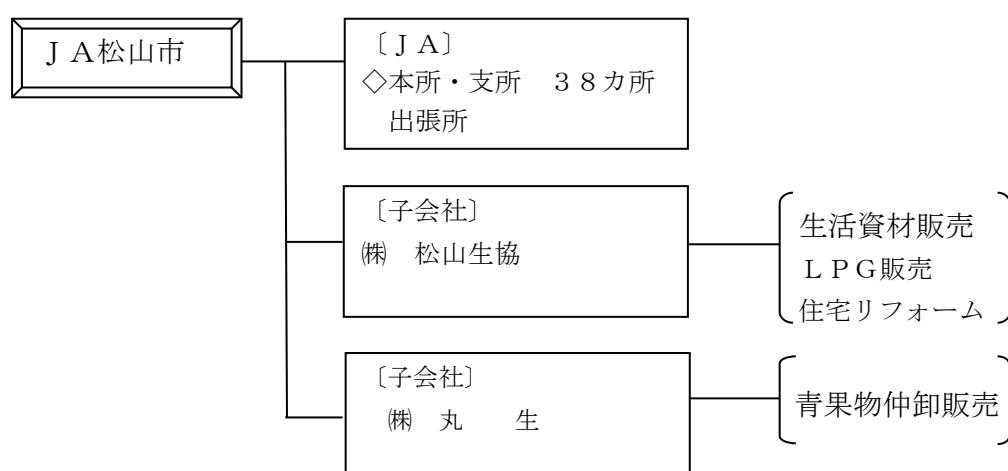 ＪＡ松山市
〔ＪＡ〕
◇本所・支所　３８カ所
出張所
〔子会社〕
㈱　松山生協
生活資材販売
ＬＰＧ販売
住宅リフォーム
〔子会社〕
㈱　丸　　生
青果物仲卸販売